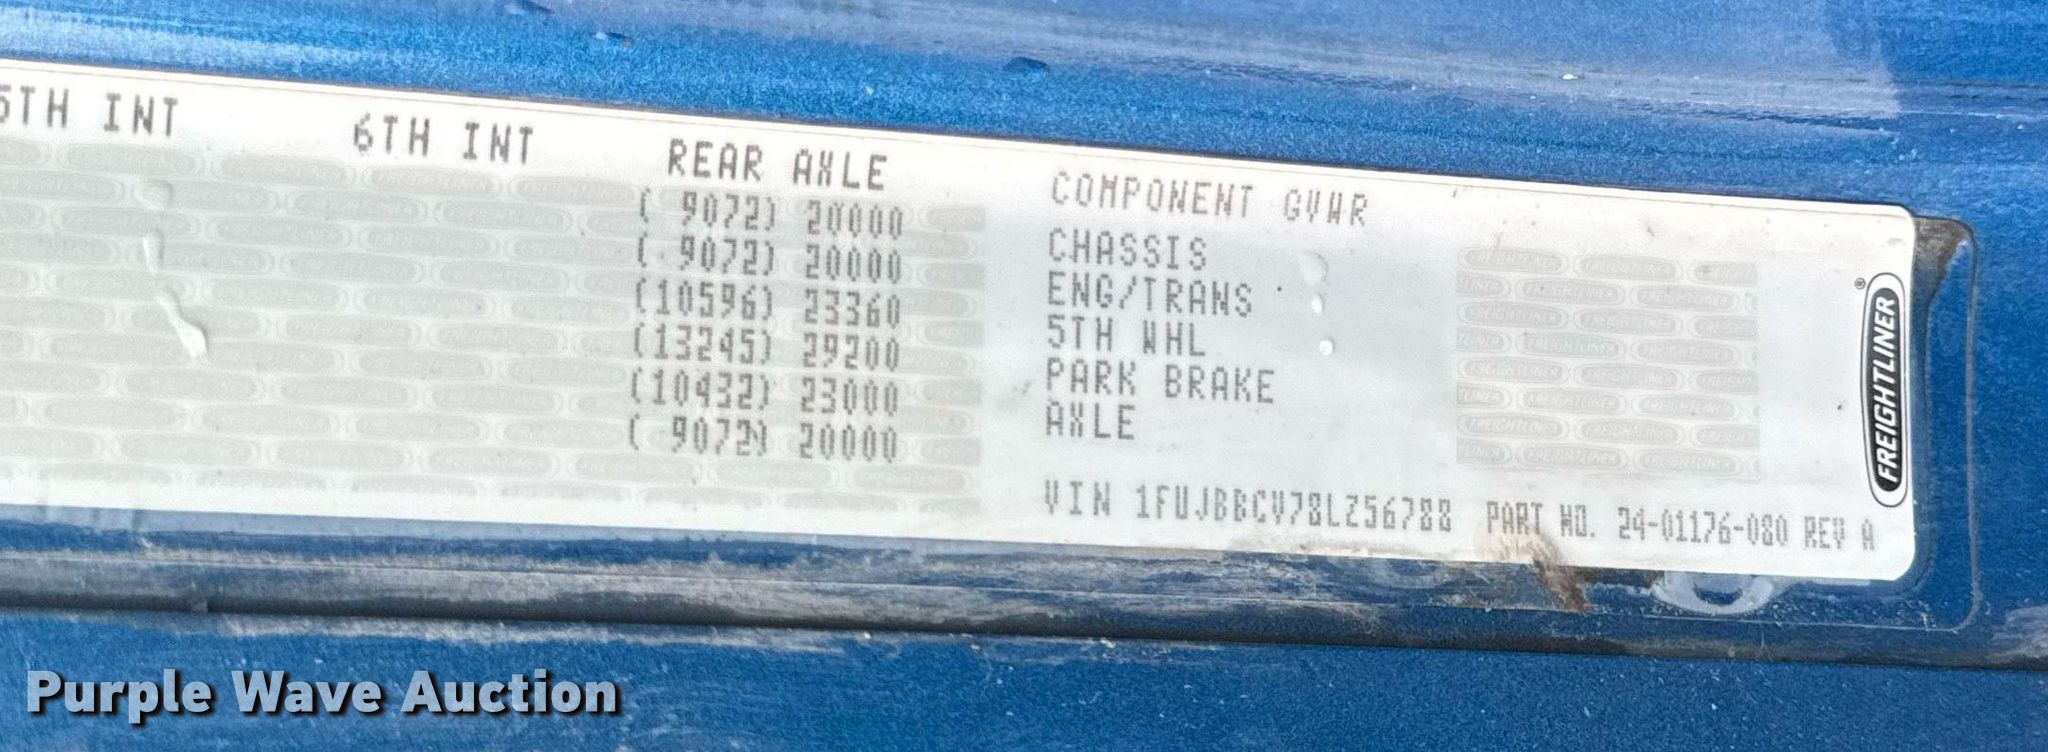 5TH INT 6TH INT REAR AXLE COMPONENT GVWR
( 9072) 20000 CHASSIS
( 9072) 20000 ENG/TRANS
(10596) 23360 5TH WHL
(13245) 29200 PARK BRAKE
(10432) 23000 AXLE
( 9072) 20000
VIN 1FUJBBCV78LZ56788 PART NO. 24-01176-080 REV A
FREIGHTLINER®
Purple Wave Auction